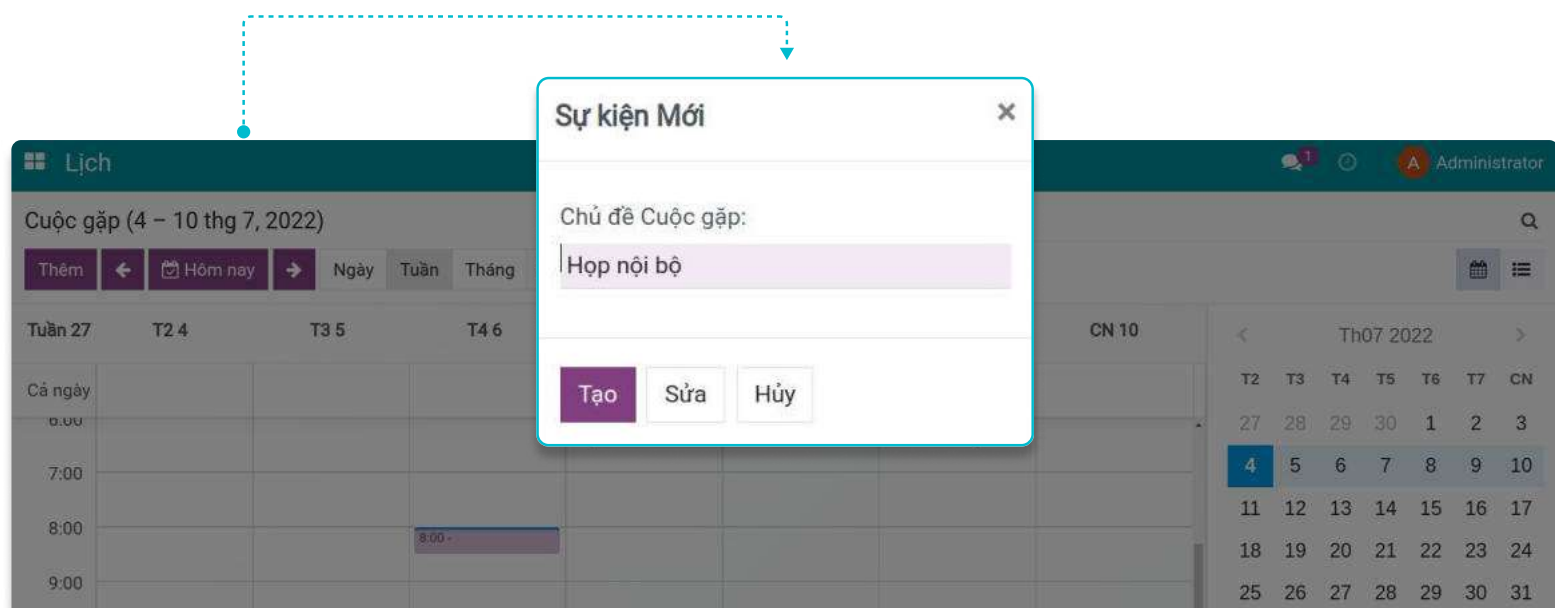 Sự kiện Mới ×
Chủ đề Cuộc gặp:
Họp nội bộ
Tạo Sửa Hủy
Lịch 1 A Administrator
Cuộc gặp (4 – 10 thg 7, 2022)
Thêm Hôm nay Ngày Tuần Tháng
Tuần 27 T2 4 T3 5 T4 6 CN 10
Cả ngày
6:00
7:00
8:00 8:00 -
9:00
< Th07 2022 >
T2 T3 T4 T5 T6 T7 CN
27 28 29 30 1 2 3
4 5 6 7 8 9 10
11 12 13 14 15 16 17
18 19 20 21 22 23 24
25 26 27 28 29 30 31